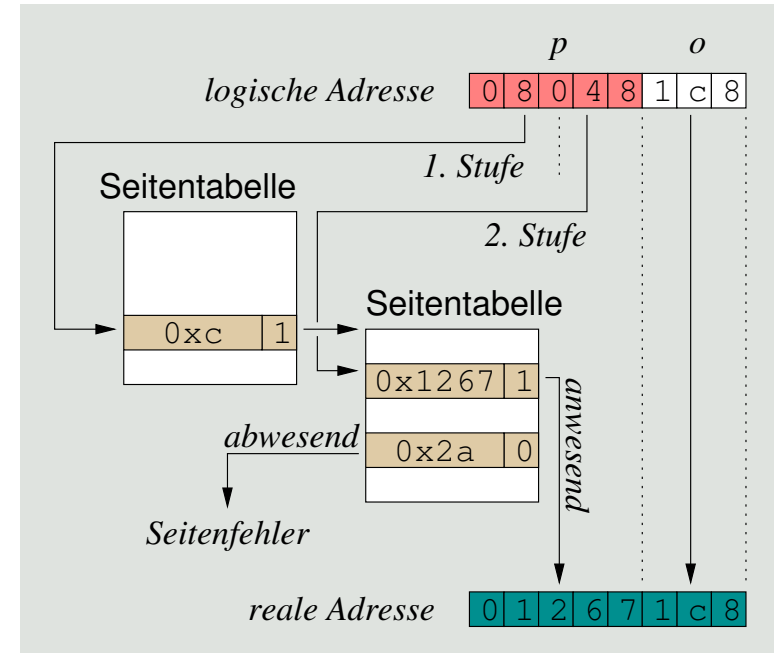 p o
logische Adresse 0 8 0 4 8 1 c 8
1. Stufe
Seitentabelle
2. Stufe
Seitentabelle
0xc 1
0x1267 1
anwesend
abwesend
0x2a 0
Seitenfehler
reale Adresse 0 1 2 6 7 1 c 8